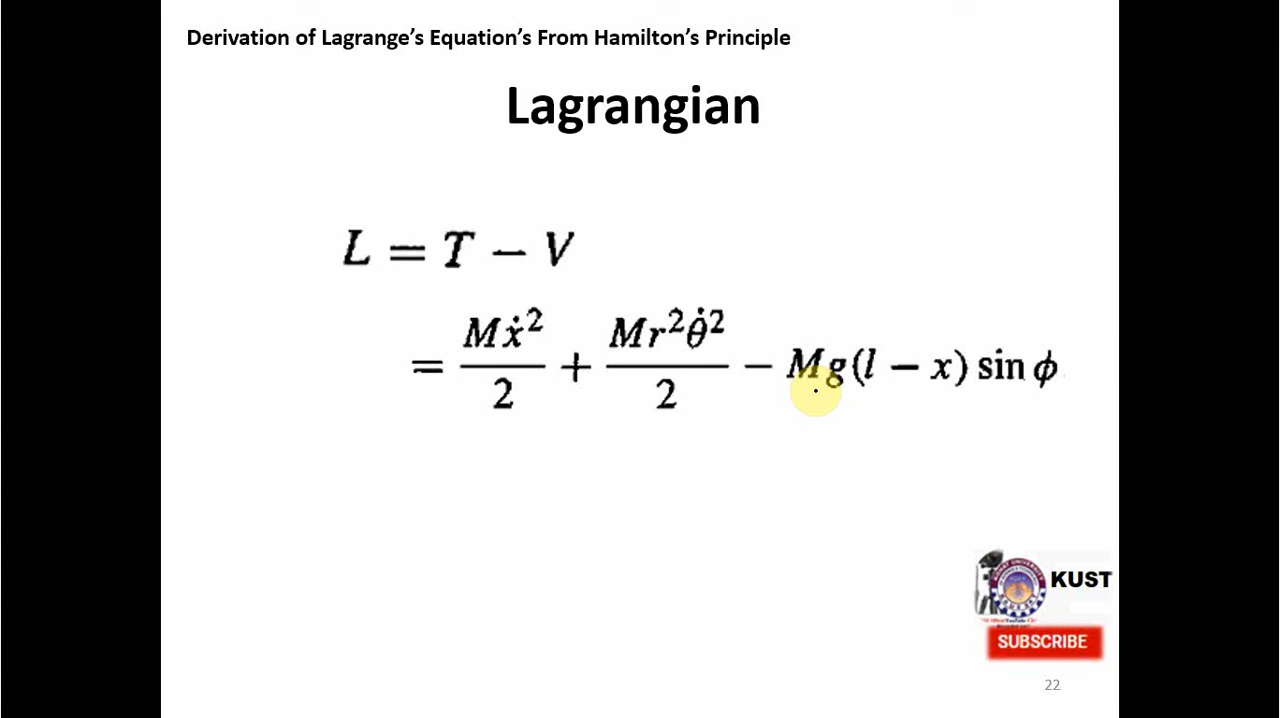 Derivation of Lagrange’s Equation’s From Hamilton’s Principle
Lagrangian
L = T − V
= Mẋ²/2 + Mr²θ̇²/2 − Mg(l − x) sin ϕ
KUST
SUBSCRIBE
22